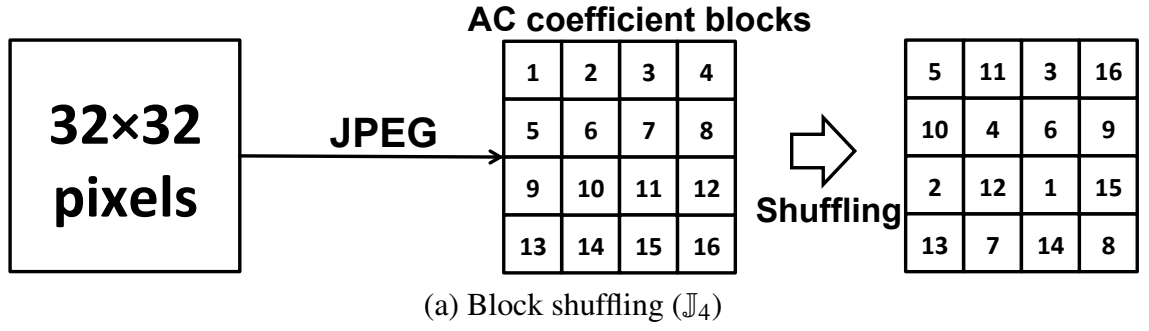 AC coefficient blocks
32×32
pixels
JPEG
1 2 3 4
5 6 7 8
9 10 11 12
13 14 15 16
Shuffling
5 11 3 16
10 4 6 9
2 12 1 15
13 7 14 8
(a) Block shuffling (𝕁₄)